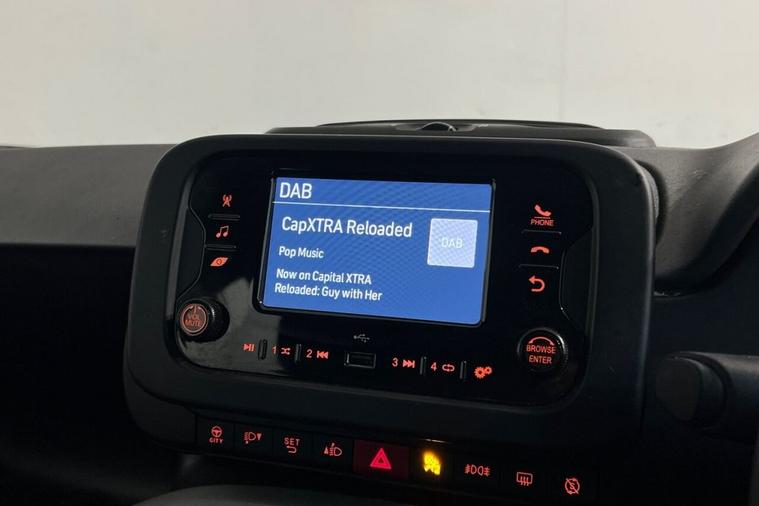 DAB
CapXTRA Reloaded
DAB
Pop Music
Now on Capital XTRA
Reloaded: Guy with Her
PHONE
VOL
MUTE
1
2
3
4
BROWSE
ENTER
CITY
SET